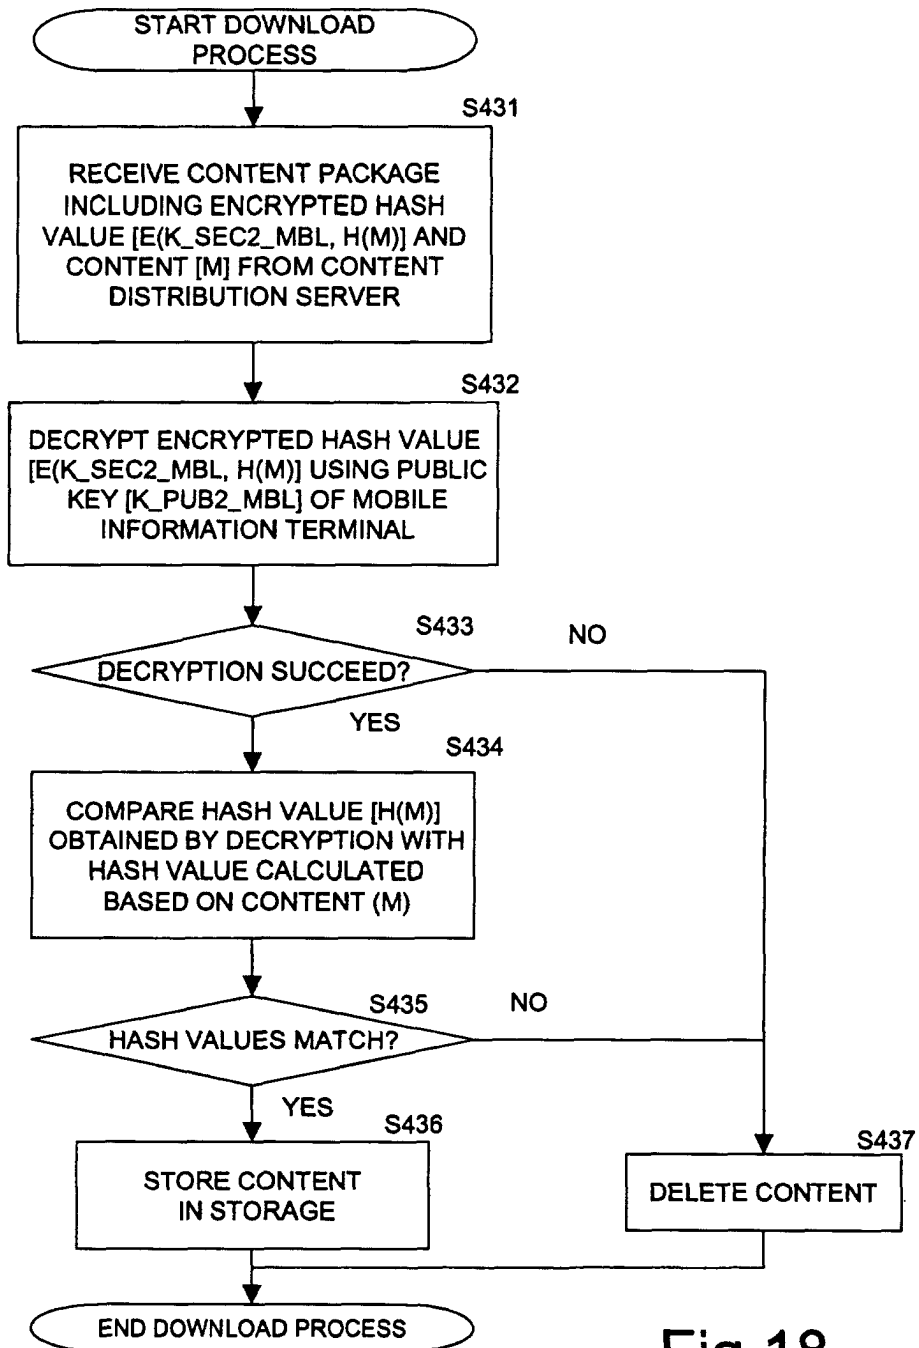 START DOWNLOAD
PROCESS
S431
RECEIVE CONTENT PACKAGE
INCLUDING ENCRYPTED HASH
VALUE [E(K_SEC2_MBL, H(M)] AND
CONTENT [M] FROM CONTENT
DISTRIBUTION SERVER
S432
DECRYPT ENCRYPTED HASH VALUE
[E(K_SEC2_MBL, H(M)] USING PUBLIC
KEY [K_PUB2_MBL] OF MOBILE
INFORMATION TERMINAL
S433
NO
DECRYPTION SUCCEED?
YES
S434
COMPARE HASH VALUE [H(M)]
OBTAINED BY DECRYPTION WITH
HASH VALUE CALCULATED
BASED ON CONTENT (M)
S435
NO
HASH VALUES MATCH?
YES
S436
STORE CONTENT
IN STORAGE
S437
DELETE CONTENT
END DOWNLOAD PROCESS